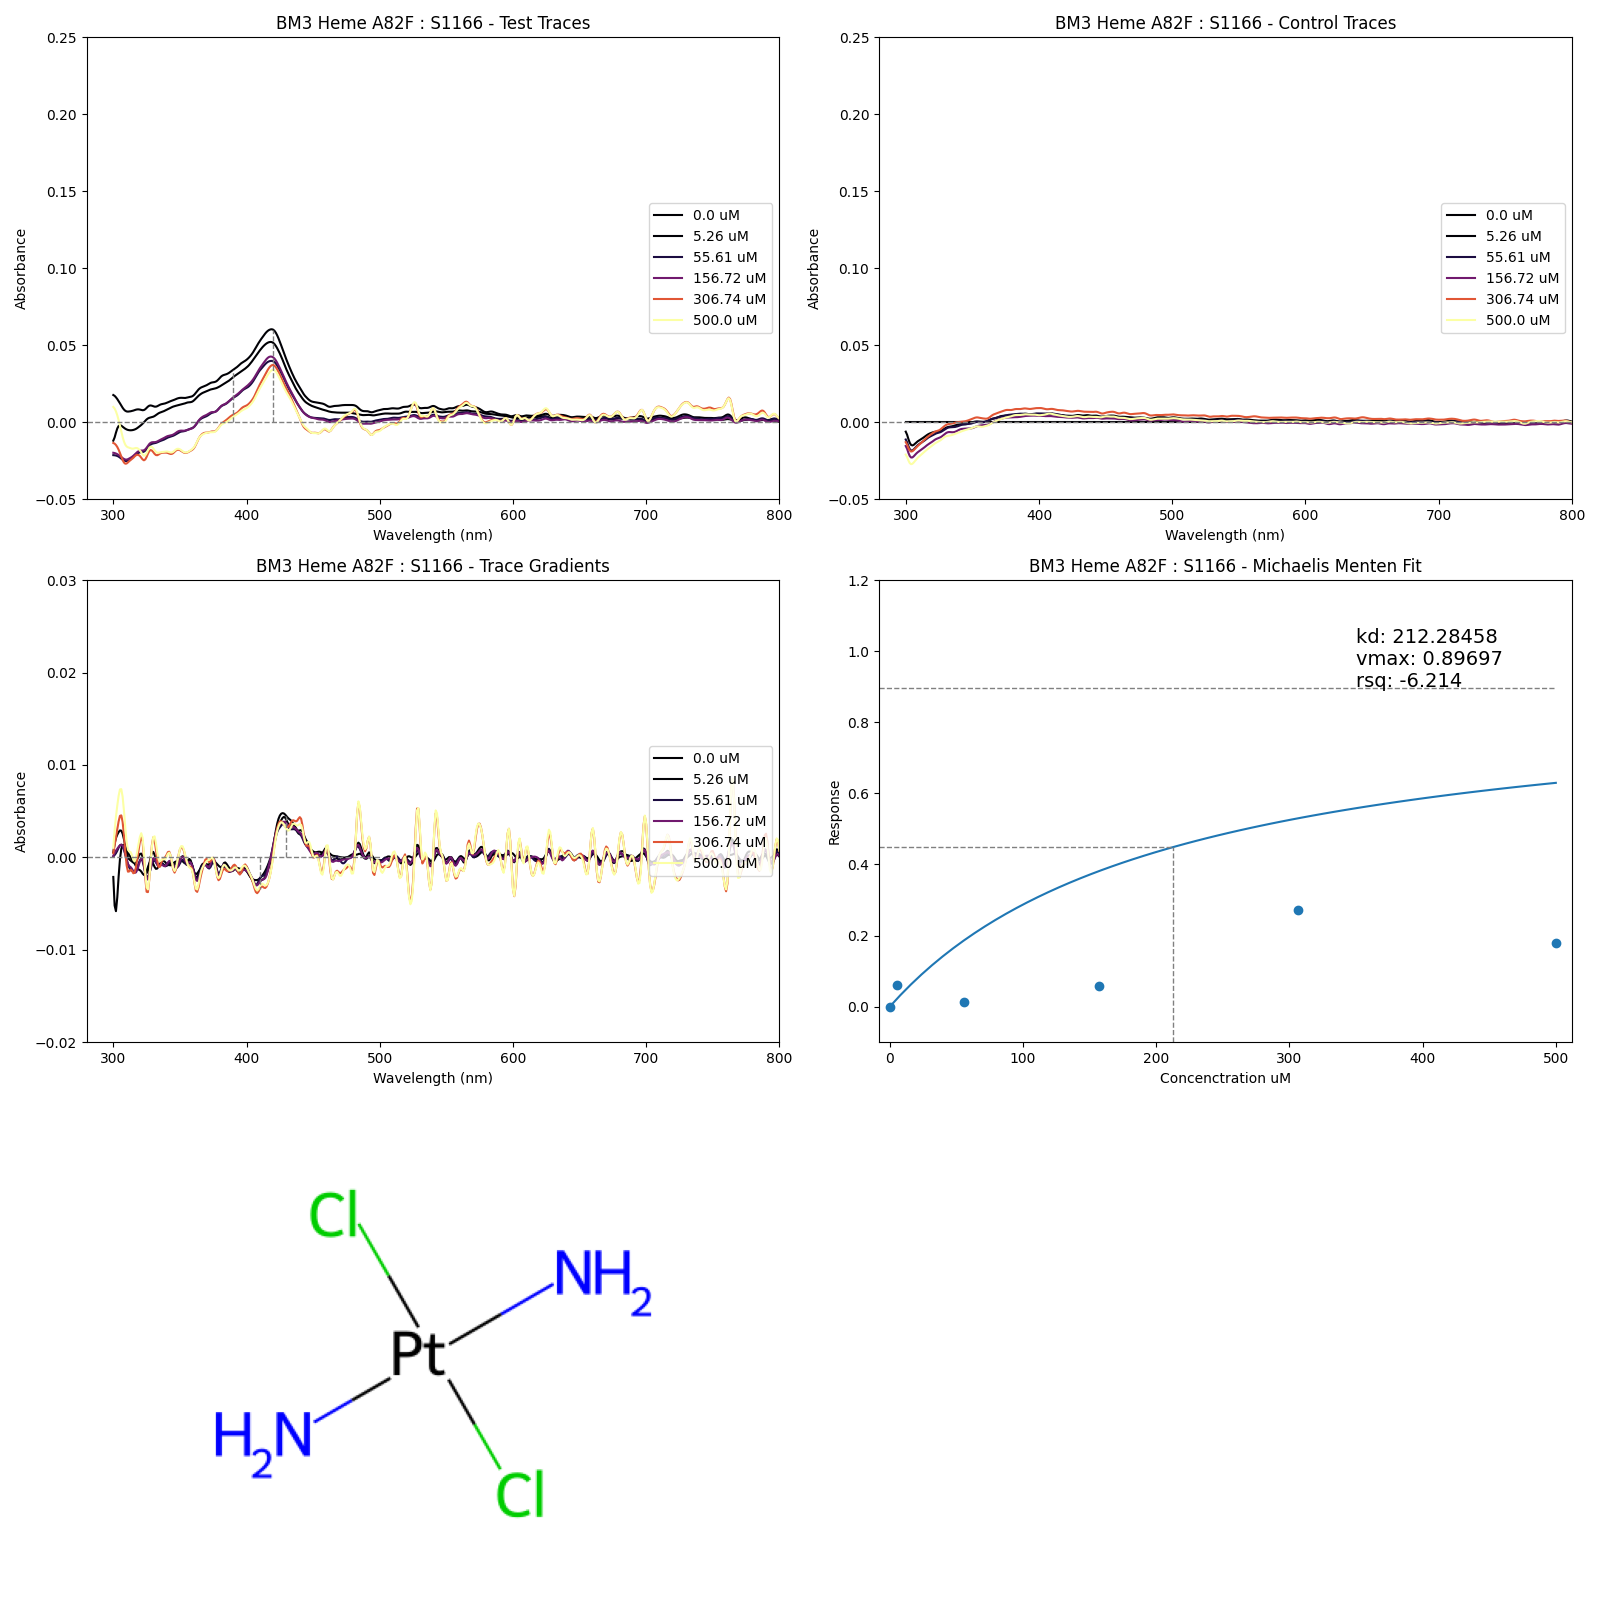 BM3 Heme A82F : S1166 - Test Traces
Absorbance
0.25
0.20
0.15
0.10
0.05
0.00
−0.05
300 400 500 600 700 800
Wavelength (nm)
0.0 uM
5.26 uM
55.61 uM
156.72 uM
306.74 uM
500.0 uM
BM3 Heme A82F : S1166 - Control Traces
Absorbance
0.25
0.20
0.15
0.10
0.05
0.00
−0.05
300 400 500 600 700 800
Wavelength (nm)
0.0 uM
5.26 uM
55.61 uM
156.72 uM
306.74 uM
500.0 uM
BM3 Heme A82F : S1166 - Trace Gradients
Absorbance
0.03
0.02
0.01
0.00
−0.01
−0.02
300 400 500 600 700 800
Wavelength (nm)
0.0 uM
5.26 uM
55.61 uM
156.72 uM
306.74 uM
500.0 uM
BM3 Heme A82F : S1166 - Michaelis Menten Fit
Response
1.2
1.0
0.8
0.6
0.4
0.2
0.0
0 100 200 300 400 500
Concenctration uM
kd: 212.28458
vmax: 0.89697
rsq: -6.214
Cl
NH2
Pt
H2N
Cl